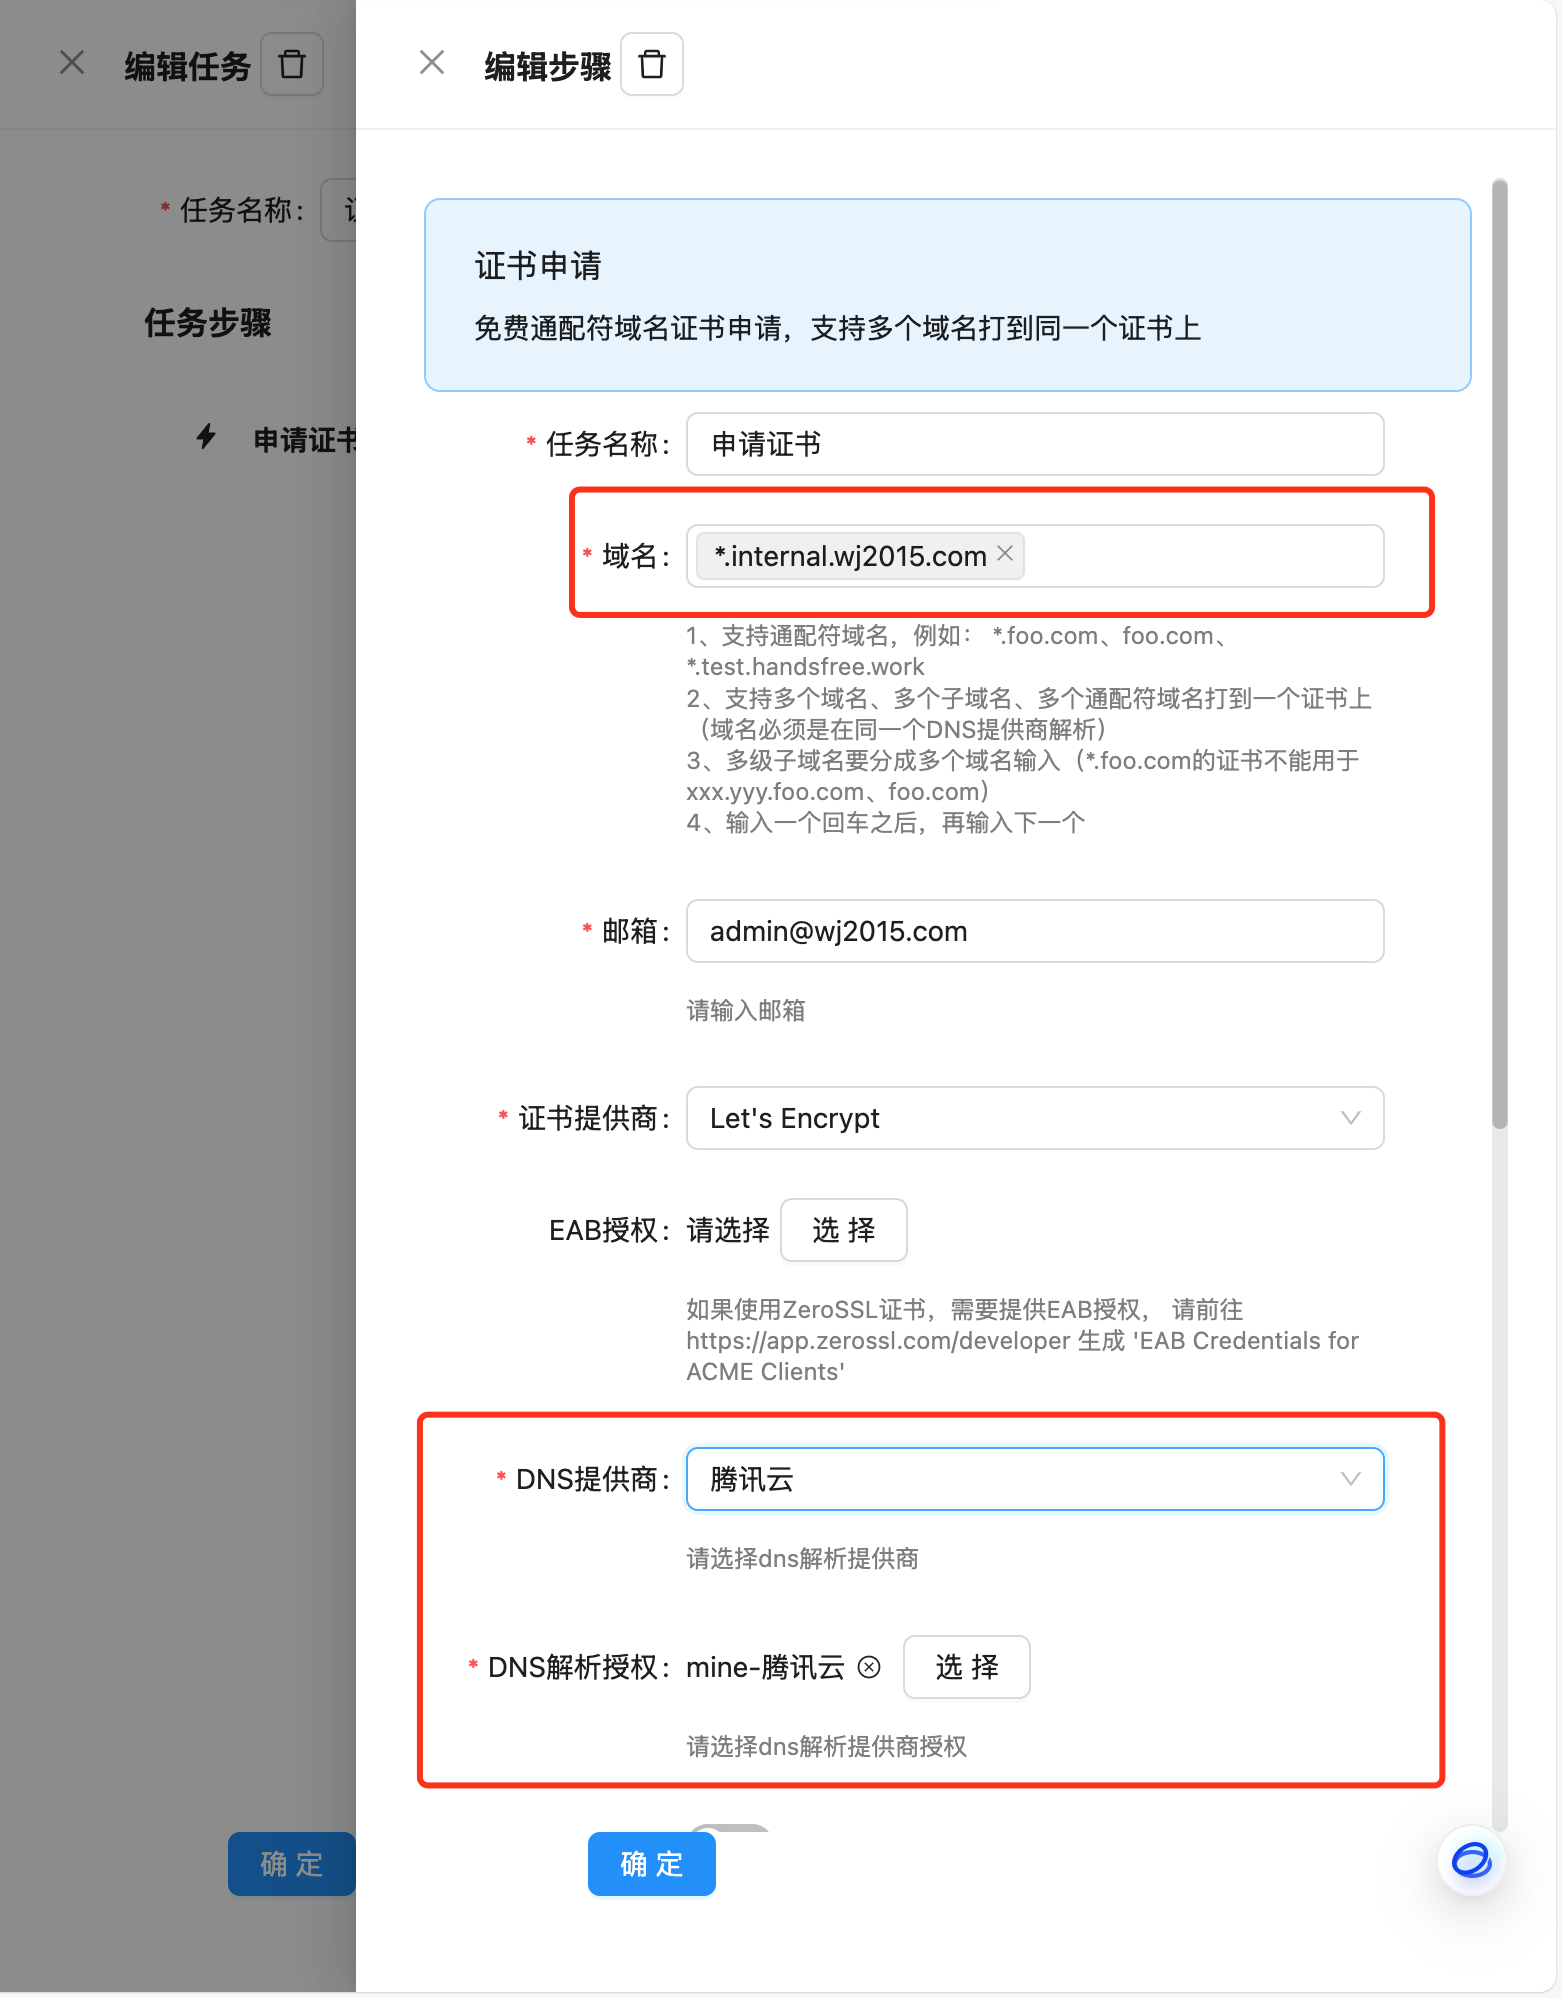 编辑任务
* 任务名称：
任务步骤
申请证书
确 定
编辑步骤
证书申请
免费通配符域名证书申请，支持多个域名打到同一个证书上
* 任务名称： 申请证书
* 域名： *.internal.wj2015.com
1、支持通配符域名，例如： *.foo.com、foo.com、
*.test.handsfree.work
2、支持多个域名、多个子域名、多个通配符域名打到一个证书上
（域名必须是在同一个DNS提供商解析）
3、多级子域名要分成多个域名输入（*.foo.com的证书不能用于
xxx.yyy.foo.com、foo.com）
4、输入一个回车之后，再输入下一个
* 邮箱： admin@wj2015.com
请输入邮箱
* 证书提供商： Let's Encrypt
EAB授权： 请选择 选 择
如果使用ZeroSSL证书，需要提供EAB授权， 请前往
https://app.zerossl.com/developer 生成 'EAB Credentials for
ACME Clients'
* DNS提供商： 腾讯云
请选择dns解析提供商
* DNS解析授权： mine-腾讯云 选 择
请选择dns解析提供商授权
确 定